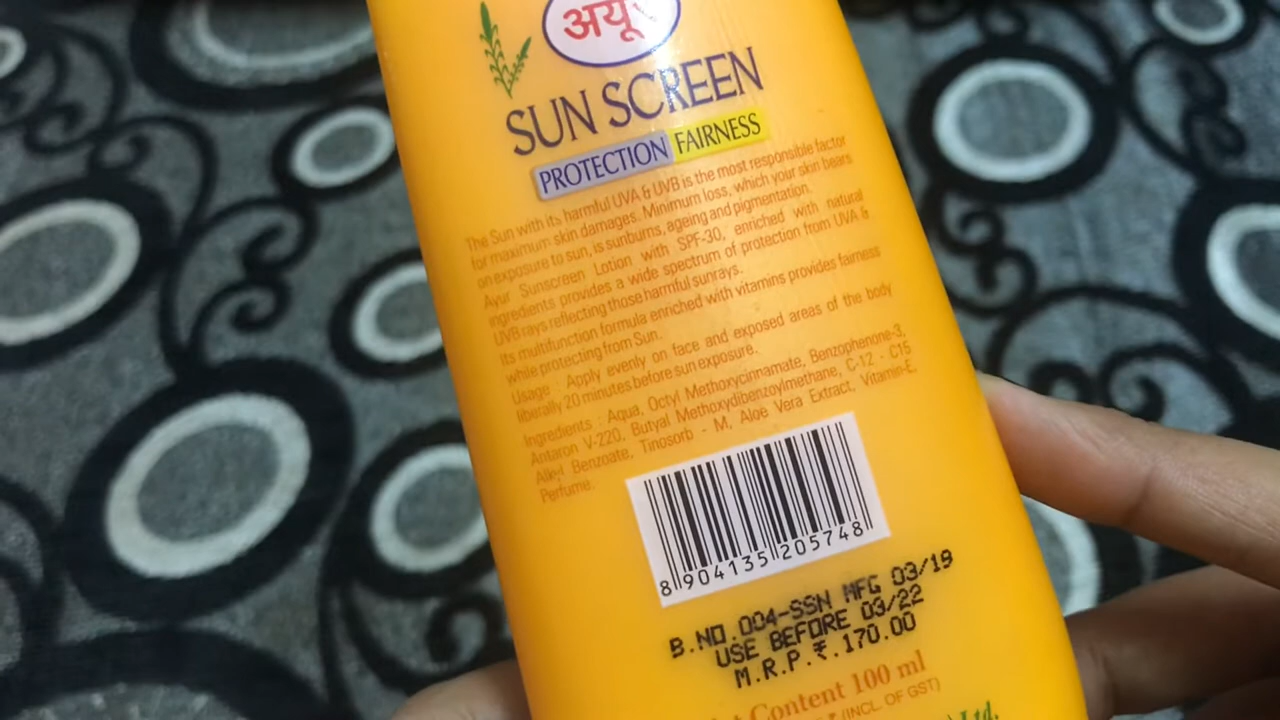 अयूर
SUN SCREEN
PROTECTION FAIRNESS
The Sun with its harmful UVA & UVB is the most responsible factor
for maximum skin damages. Minimum loss, which your skin bears
on exposure to sun, is sunburns, ageing and pigmentation.
Ayur Sunscreen Lotion with SPF-30, enriched with natural
ingredients provides a wide spectrum of protection from UVA &
UVB rays reflecting those harmful sunrays.
Its multifunction formula enriched with vitamins provides fairness
while protecting from Sun.
Usage : Apply evenly on face and exposed areas of the body
liberally 20 minutes before sun exposure.
Ingredients : Aqua, Octyl Methoxycinnamate, Benzophenone-3,
Antaron V-220, Butyal Methoxydibenzoylmethane, C-12 - C15
Alkyl Benzoate, Tinosorb - M, Aloe Vera Extract, Vitamin-E,
Perfume.
8 904135 205748
B.NO.004-SSN MFG 03/19
USE BEFORE 03/22
M.R.P.₹.170.00
Content 100 ml
(INCL. OF GST)
Ltd.